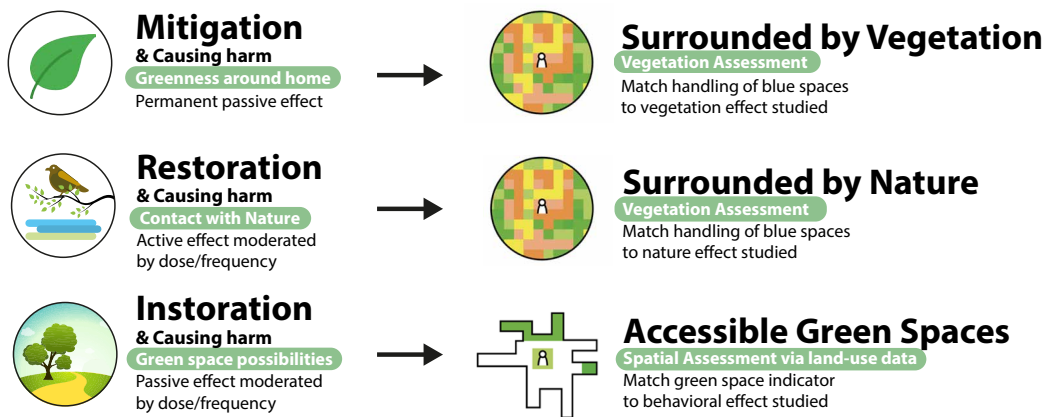 Mitigation
& Causing harm
Greenness around home
Permanent passive effect
Surrounded by Vegetation
Vegetation Assessment
Match handling of blue spaces
to vegetation effect studied
Restoration
& Causing harm
Contact with Nature
Active effect moderated
by dose/frequency
Surrounded by Nature
Vegetation Assessment
Match handling of blue spaces
to nature effect studied
Instoration
& Causing harm
Green space possibilities
Passive effect moderated
by dose/frequency
Accessible Green Spaces
Spatial Assessment via land-use data
Match green space indicator
to behavioral effect studied